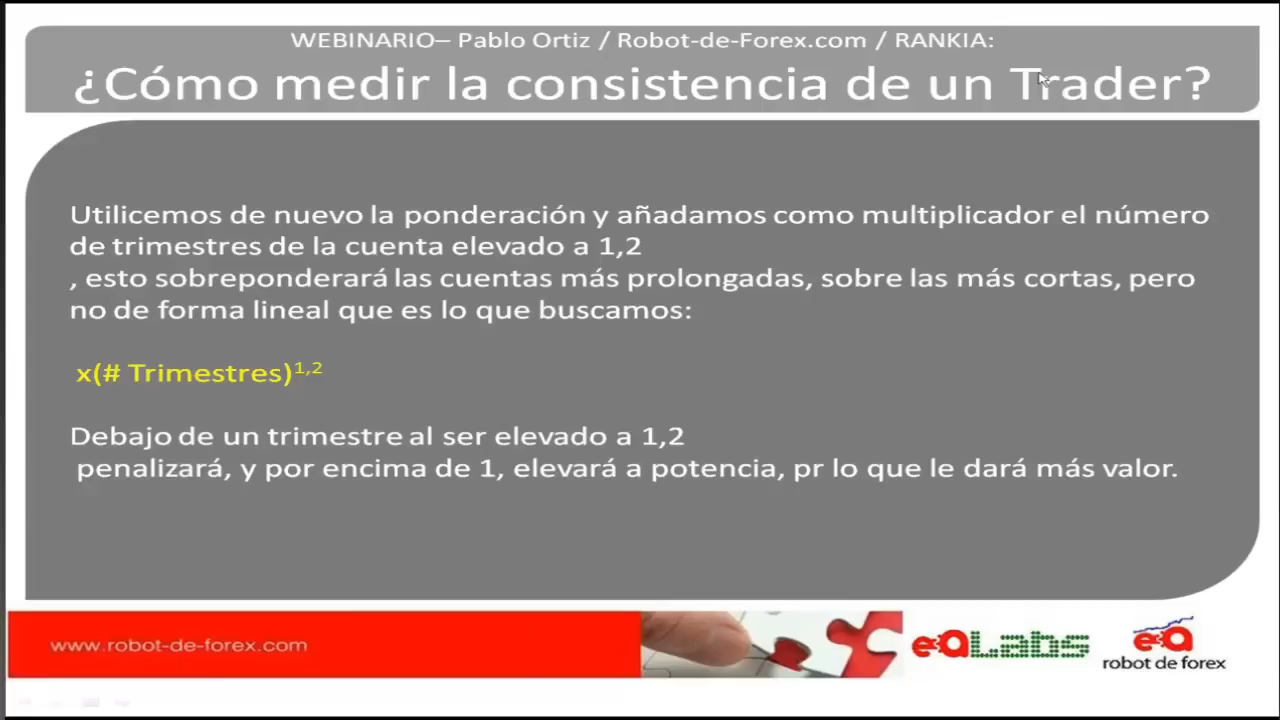 WEBINARIO– Pablo Ortiz / Robot-de-Forex.com / RANKIA:
¿Cómo medir la consistencia de un Trader?
Utilicemos de nuevo la ponderación y añadamos como multiplicador el número
de trimestres de la cuenta elevado a 1,2
, esto sobreponderará las cuentas más prolongadas, sobre las más cortas, pero
no de forma lineal que es lo que buscamos:
x(# Trimestres)^1,2
Debajo de un trimestre al ser elevado a 1,2
penalizará, y por encima de 1, elevará a potencia, pr lo que le dará más valor.
www.robot-de-forex.com
eaLabs
ea
robot de forex